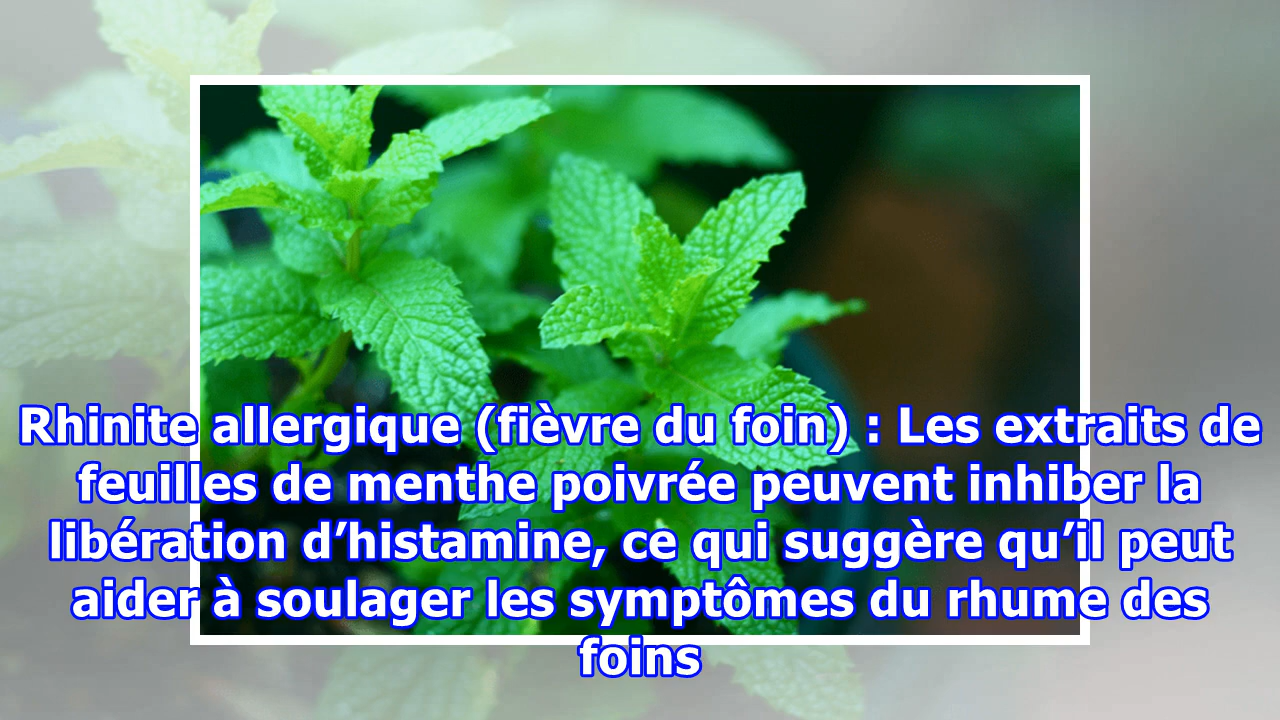 Rhinite allergique (fièvre du foin) : Les extraits de
feuilles de menthe poivrée peuvent inhiber la
libération d’histamine, ce qui suggère qu’il peut
aider à soulager les symptômes du rhume des
foins